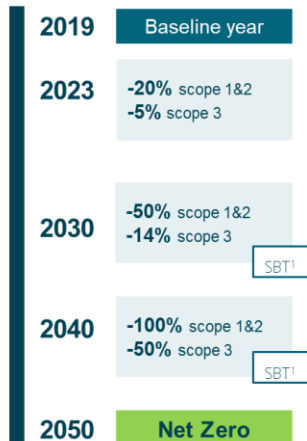 2019 Baseline year
2023 -20% scope 1&2
-5% scope 3
2030 -50% scope 1&2
-14% scope 3
SBT¹
2040 -100% scope 1&2
-50% scope 3
SBT¹
2050 Net Zero